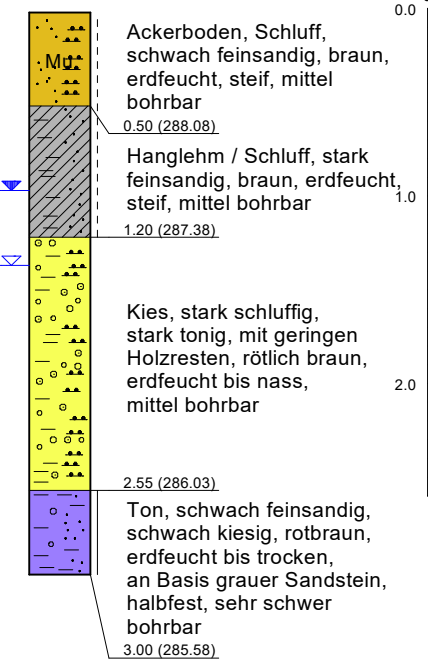 0.0
Mu
Ackerboden, Schluff,
schwach feinsandig, braun,
erdfeucht, steif, mittel
bohrbar
0.50 (288.08)
Hanglehm / Schluff, stark
feinsandig, braun, erdfeucht,
steif, mittel bohrbar
1.0
1.20 (287.38)
Kies, stark schluffig,
stark tonig, mit geringen
Holzresten, rötlich braun,
erdfeucht bis nass,
mittel bohrbar
2.0
2.55 (286.03)
Ton, schwach feinsandig,
schwach kiesig, rotbraun,
erdfeucht bis trocken,
an Basis grauer Sandstein,
halbfest, sehr schwer
bohrbar
3.00 (285.58)